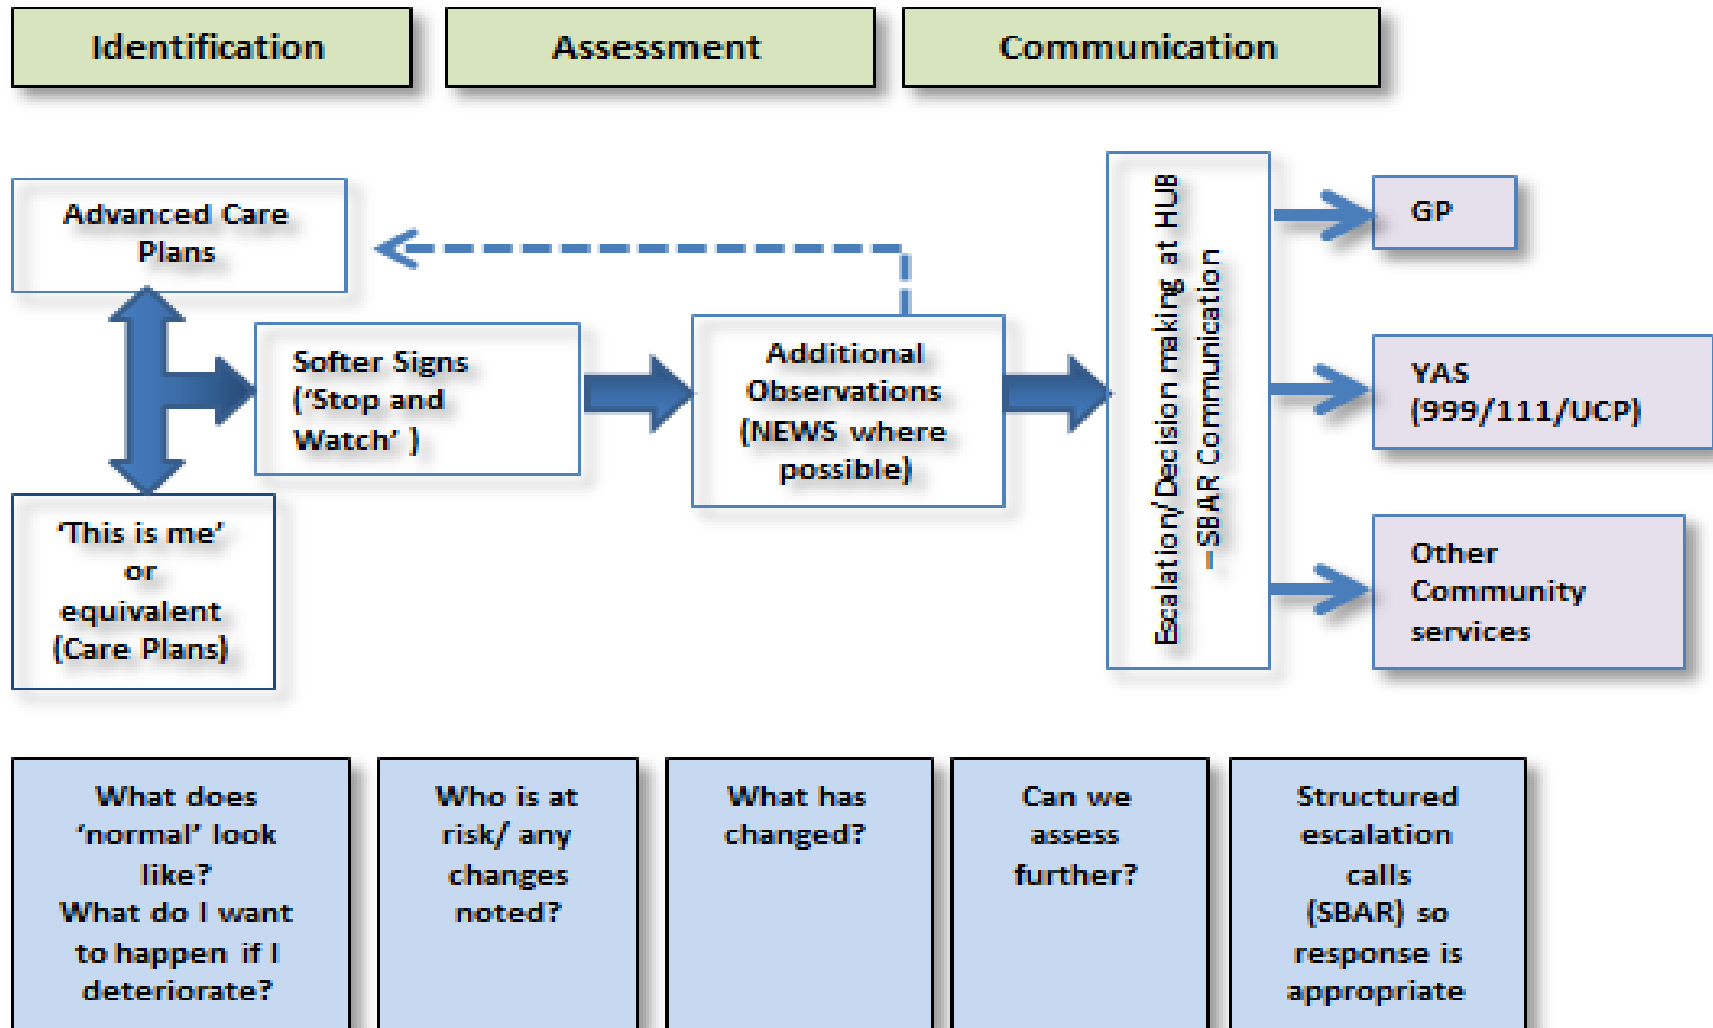 Identification
Assessment
Communication
Advanced Care
Plans
Softer Signs
(‘Stop and
Watch’ )
‘This is me’
or
equivalent
(Care Plans)
Additional
Observations
(NEWS where
possible)
Escalation/Decision making at HUB
–SBAR Communication
GP
YAS
(999/111/UCP)
Other
Community
services
What does
‘normal’ look
like?
What do I want
to happen if I
deteriorate?
Who is at
risk/ any
changes
noted?
What has
changed?
Can we
assess
further?
Structured
escalation
calls
(SBAR) so
response is
appropriate